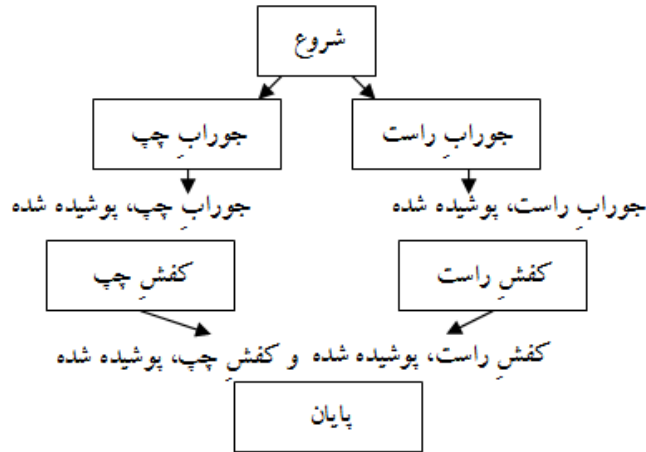 شروع
جورابِ راست
جورابِ چپ
جورابِ راست، پوشیده شده
جورابِ چپ، پوشیده شده
کفشِ راست
کفشِ چپ
کفشِ راست، پوشیده شده و کفشِ چپ، پوشیده شده
پایان